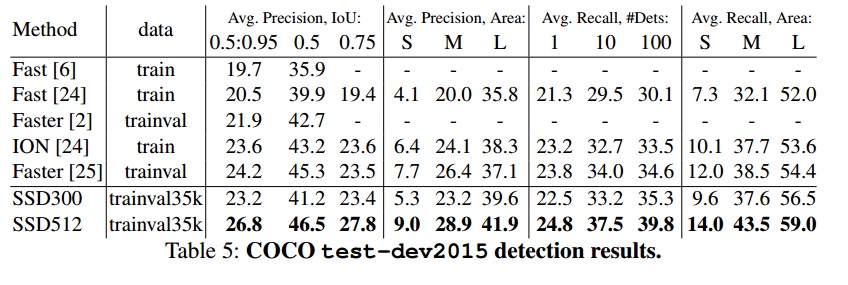 Method data Avg. Precision, IoU: Avg. Precision, Area: Avg. Recall, #Dets: Avg. Recall, Area:
0.5:0.95 0.5 0.75 S M L 1 10 100 S M L
Fast [6] train 19.7 35.9 - - - - - - - - - -
Fast [24] train 20.5 39.9 19.4 4.1 20.0 35.8 21.3 29.5 30.1 7.3 32.1 52.0
Faster [2] trainval 21.9 42.7 - - - - - - - - - -
ION [24] train 23.6 43.2 23.6 6.4 24.1 38.3 23.2 32.7 33.5 10.1 37.7 53.6
Faster [25] trainval 24.2 45.3 23.5 7.7 26.4 37.1 23.8 34.0 34.6 12.0 38.5 54.4
SSD300 trainval35k 23.2 41.2 23.4 5.3 23.2 39.6 22.5 33.2 35.3 9.6 37.6 56.5
SSD512 trainval35k 26.8 46.5 27.8 9.0 28.9 41.9 24.8 37.5 39.8 14.0 43.5 59.0
Table 5: COCO test-dev2015 detection results.